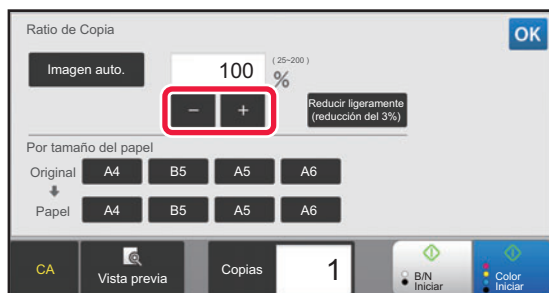 Ratio de Copia
OK
Imagen auto.
100
(25~200)
%
− +
Reducir ligeramente
(reducción del 3%)
Por tamaño del papel
Original A4 B5 A5 A6
Papel A4 B5 A5 A6
CA
Vista previa
Copias
1
B/N
Iniciar
Color
Iniciar